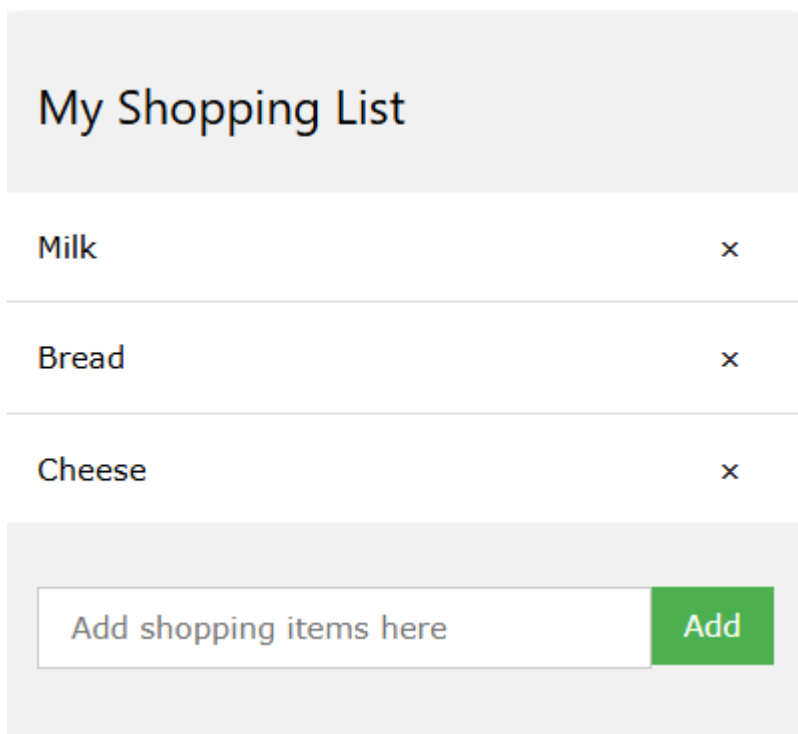 My Shopping List
Milk ×
Bread ×
Cheese ×
Add shopping items here Add